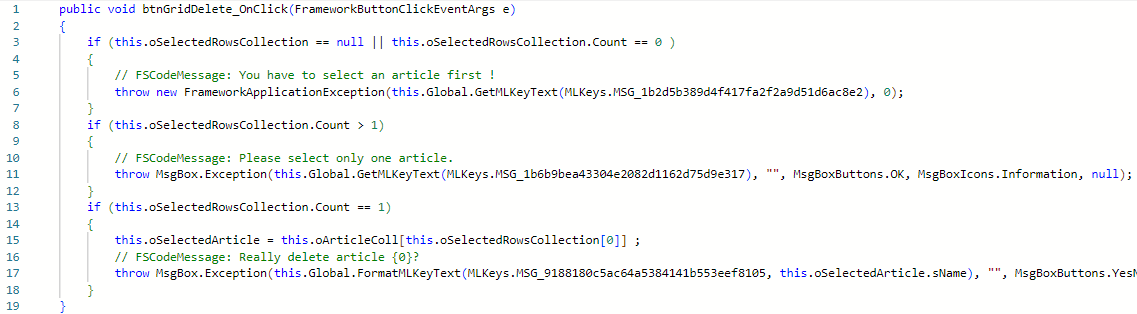 1 public void btnGridDelete_OnClick(FrameworkButtonClickEventArgs e)
2 {
3 if (this.oSelectedRowsCollection == null || this.oSelectedRowsCollection.Count == 0 )
4 {
5 // FSCodeMessage: You have to select an article first !
6 throw new FrameworkApplicationException(this.Global.GetMLKeyText(MLKeys.MSG_1b2d5b389d4f417fa2f2a9d51d6ac8e2), 0);
7 }
8 if (this.oSelectedRowsCollection.Count > 1)
9 {
10 // FSCodeMessage: Please select only one article.
11 throw MsgBox.Exception(this.Global.GetMLKeyText(MLKeys.MSG_1b6b9bea43304e2082d1162d75d9e317), "", MsgBoxButtons.OK, MsgBoxIcons.Information, null);
12 }
13 if (this.oSelectedRowsCollection.Count == 1)
14 {
15 this.oSelectedArticle = this.oArticleColl[this.oSelectedRowsCollection[0]] ;
16 // FSCodeMessage: Really delete article {0}?
17 throw MsgBox.Exception(this.Global.FormatMLKeyText(MLKeys.MSG_9188180c5ac64a5384141b553eef8105, this.oSelectedArticle.sName), "", MsgBoxButtons.Yes
18 }
19 }